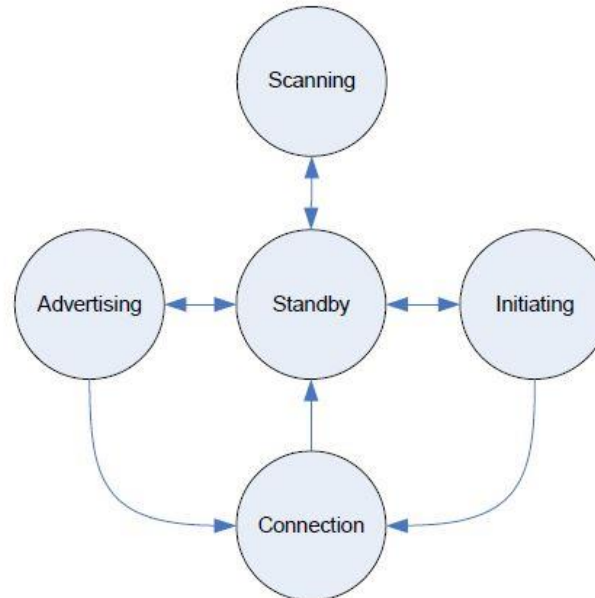 Scanning
Advertising
Standby
Initiating
Connection